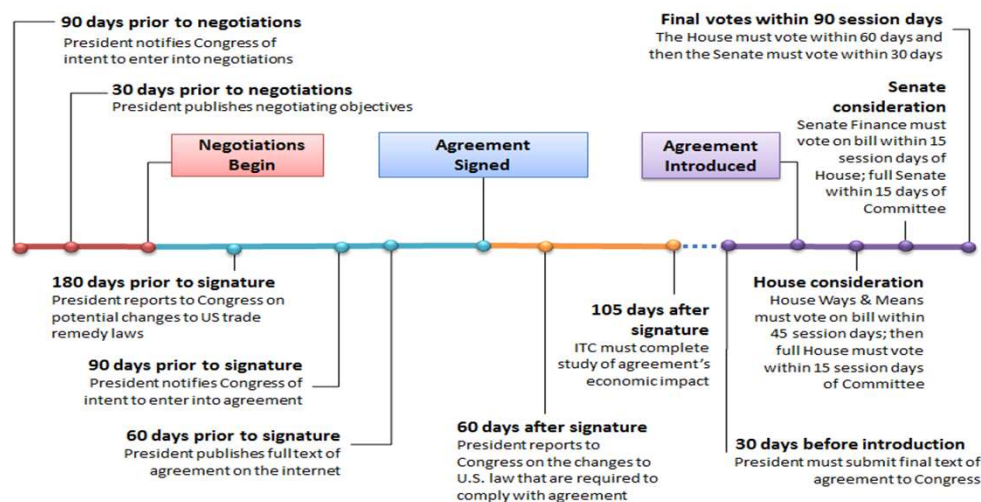 90 days prior to negotiations
President notifies Congress of
intent to enter into negotiations
30 days prior to negotiations
President publishes negotiating objectives
Negotiations
Begin
Agreement
Signed
Agreement
Introduced
Final votes within 90 session days
The House must vote within 60 days and
then the Senate must vote within 30 days
Senate
consideration
Senate Finance must
vote on bill within 15
session days of
House; full Senate
within 15 days of
Committee
180 days prior to signature
President reports to Congress on
potential changes to US trade
remedy laws
90 days prior to signature
President notifies Congress of
intent to enter into agreement
60 days prior to signature
President publishes full text of
agreement on the internet
60 days after signature
President reports to
Congress on the changes to
U.S. law that are required to
comply with agreement
105 days after
signature
ITC must complete
study of agreement's
economic impact
House consideration
House Ways & Means
must vote on bill within
45 session days; then
full House must vote
within 15 session days
of Committee
30 days before introduction
President must submit final text of
agreement to Congress